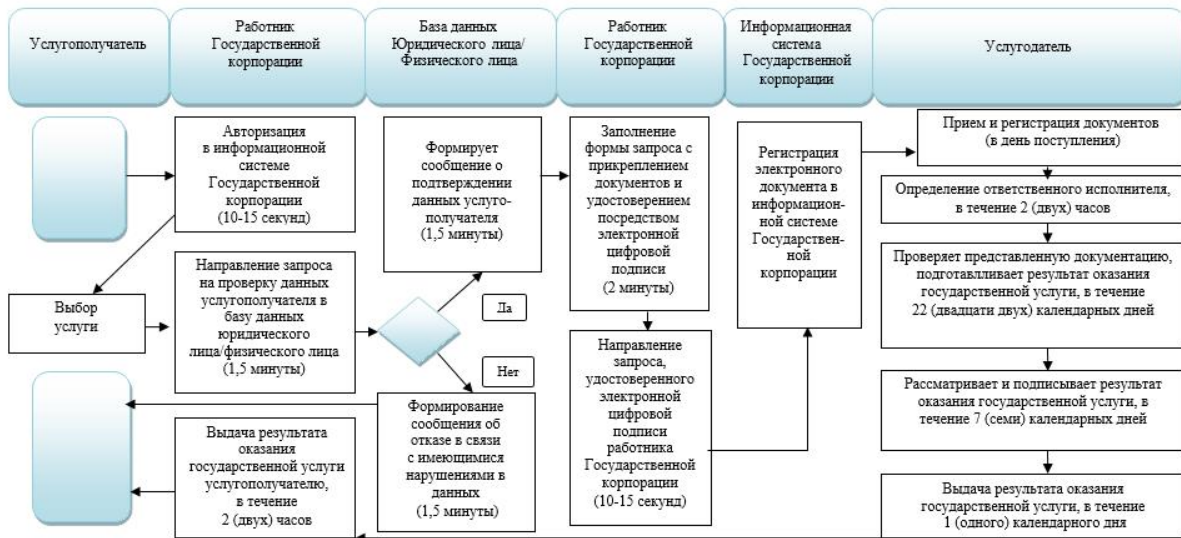 Услугополучатель
Работник
Государственной
корпорации
База данных
Юридического лица/
Физического лица
Работник
Государственной
корпорации
Информационная
система
Государственной
корпорации
Услугодатель
Авторизация
в информационной
системе
Государственной
корпорации
(10-15 секунд)
Выбор
услуги
Направление запроса
на проверку данных
услугополучателя в
базу данных
юридического
лица/физического лица
(1,5 минуты)
Формирует
сообщение о
подтверждении
данных услуго-
получателя
(1,5 минуты)
Да
Нет
Формирование
сообщения об
отказе в связи
с имеющимися
нарушениями в
данных
(1,5 минуты)
Заполнение
формы запроса с
прикреплением
документов и
удостоверением
посредством
электронной
цифровой
подписи
(2 минуты)
Направление
запроса,
удостоверенного
электронной
цифровой
подписи
работника
Государственной
корпорации
(10-15 секунд)
Регистрация
электронного
документа в
информацион-
ной системе
Государствен-
ной
корпорации
Прием и регистрация документов
(в день поступления)
Определение ответственного исполнителя,
в течение 2 (двух) часов
Проверяет представленную документацию,
подготавлливает результат оказания
государственной услуги, в течение
22 (двадцати двух) календарных дней
Рассматривает и подписывает результат
оказания государственной услуги, в
течение 7 (семи) календарных дней
Выдача результата оказания
государственной услуги, в течение
1 (одного) календарного дня
Выдача результата
оказания
государственной услуги
услугополучателю,
в течение
2 (двух) часов